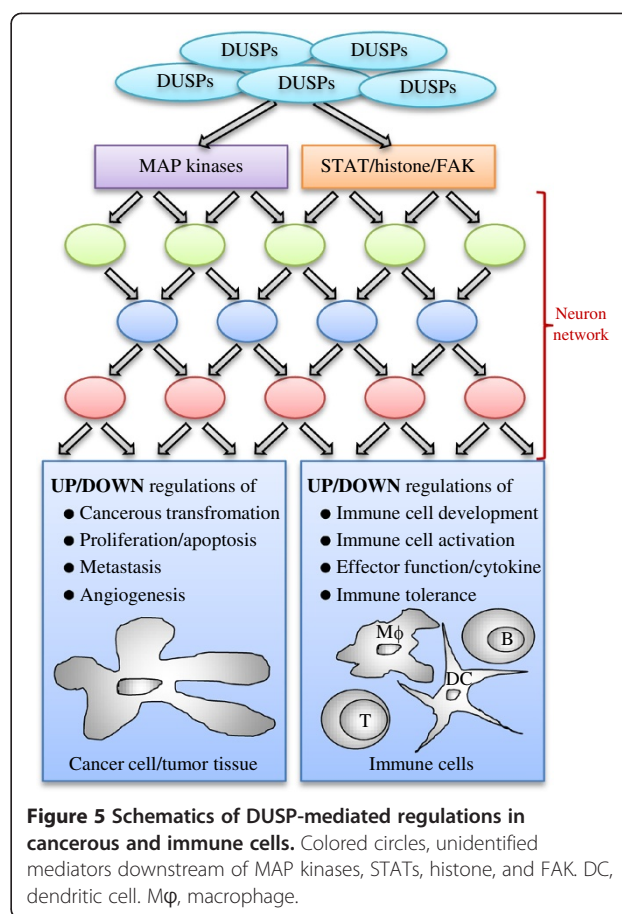 DUSPs DUSPs
DUSPs DUSPs DUSPs
MAP kinases STAT/histone/FAK
Neuron
network
UP/DOWN regulations of
● Cancerous transfromation
● Proliferation/apoptosis
● Metastasis
● Angiogenesis
Cancer cell/tumor tissue
UP/DOWN regulations of
● Immune cell development
● Immune cell activation
● Effector function/cytokine
● Immune tolerance
Mϕ B
DC
T
Immune cells
Figure 5 Schematics of DUSP-mediated regulations in
cancerous and immune cells. Colored circles, unidentified
mediators downstream of MAP kinases, STATs, histone, and FAK. DC,
dendritic cell. Mφ, macrophage.